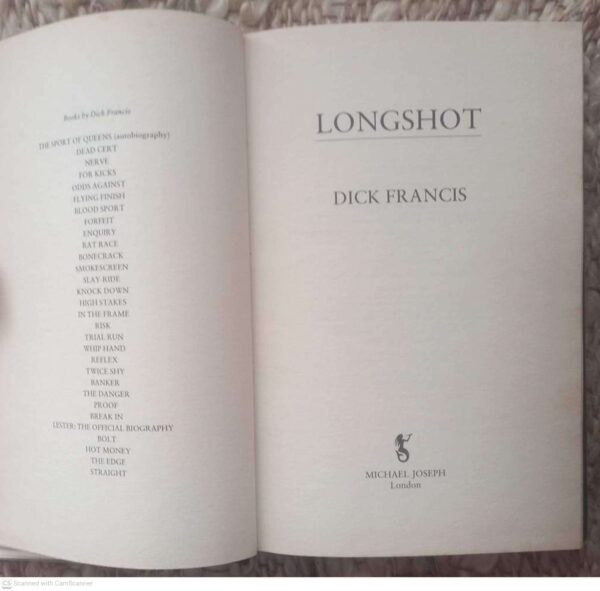 Books by Dick Francis
THE SPORT OF QUEENS (autobiography)
DEAD CERT
NERVE
FOR KICKS
ODDS AGAINST
FLYING FINISH
BLOOD SPORT
FORFEIT
ENQUIRY
RAT RACE
BONECRACK
SMOKESCREEN
SLAY-RIDE
KNOCK DOWN
HIGH STAKES
IN THE FRAME
RISK
TRIAL RUN
WHIP HAND
REFLEX
TWICE SHY
BANKER
THE DANGER
PROOF
BREAK IN
LESTER: THE OFFICIAL BIOGRAPHY
BOLT
HOT MONEY
THE EDGE
STRAIGHT
LONGSHOT
DICK FRANCIS
MICHAEL JOSEPH
London
CS Scanned with CamScanner